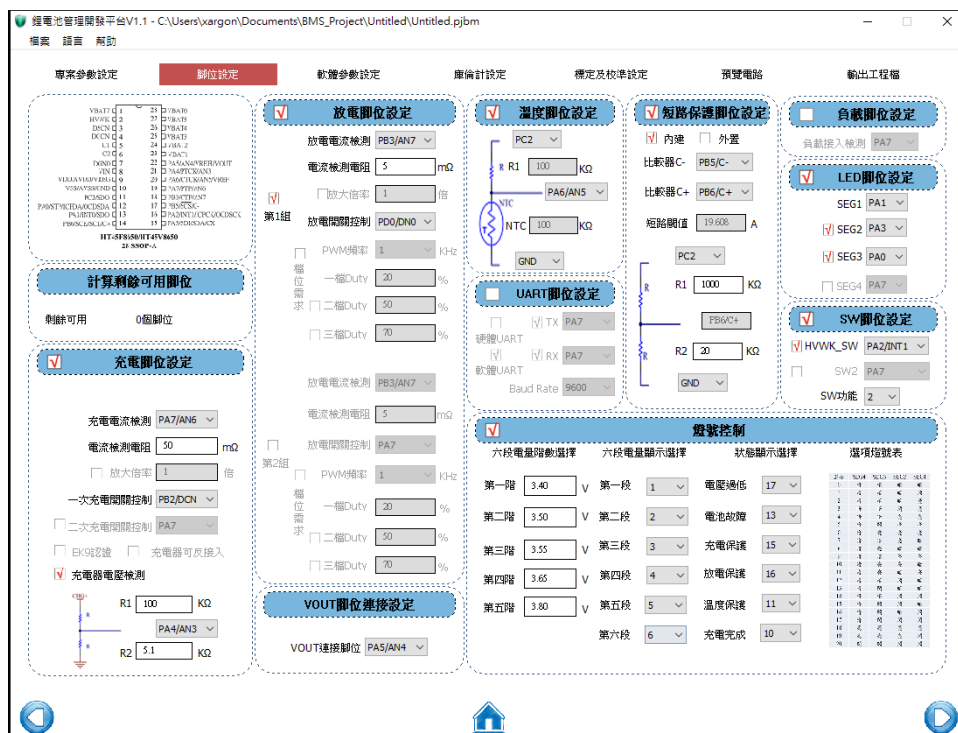 鋰電池管理開發平台V1.1 - C:\Users\xargon\Documents\BMS_Project\Untitled\Untitled.pjbm
檔案 語言 幫助
專案參數設定 腳位設定 軟體參數設定 庫倫計設定 標定及校準設定 預覽電路 輸出工程檔
HT-5F8650/HT45V8650
28 SSOP-A
計算剩餘可用腳位
剩餘可用 0個腳位
充電腳位設定
充電電流檢測 PA7/AN6
電流檢測電阻 50 mΩ
放大倍率 1 倍
一次充電開關控制 PB2/DCN
二次充電開關控制 PA7
EK9認證 充電器可反接入
充電器電壓檢測
R1 100 KΩ
PA4/AN3
R2 5.1 KΩ
放電腳位設定
放電電流檢測 PB3/AN7
電流檢測電阻 5 mΩ
放大倍率 1 倍
第1組
放電開關控制 PD0/DN0
PWM頻率 1 KHz
檔位需求
一檔Duty 20 %
二檔Duty 50 %
三檔Duty 70 %
放電電流檢測 PB3/AN7
電流檢測電阻 5 mΩ
放電開關控制 PA7
第2組
PWM頻率 1 KHz
檔位需求
一檔Duty 20 %
二檔Duty 50 %
三檔Duty 70 %
VOUT腳位連接設定
VOUT連接腳位 PA5/AN4
溫度腳位設定
PC2
R R1 100 KΩ
PA6/AN5
NTC
T NTC 100 KΩ
GND
UART腳位設定
TX PA7
硬體UART
RX PA7
軟體UART
Baud Rate 9600
短路保護腳位設定
內建 外置
比較器C- PB5/C-
比較器C+ PB6/C+
短路閾值 19.608 A
PC2
R R1 1000 KΩ
PB6/C+
R R2 20 KΩ
GND
負載腳位設定
負載接入檢測 PA7
LED腳位設定
SEG1 PA1
SEG2 PA3
SEG3 PA0
SEG4 PA7
SW腳位設定
HVWK_SW PA2/INT1
SW2 PA7
SW功能 2
燈號控制
六段電量階數選擇 六段電量顯示選擇 狀態顯示選擇 選項燈號表
第一階 3.40 V 第一段 1 電壓過低 17
第二階 3.50 V 第二段 2 電池故障 13
第三階 3.55 V 第三段 3 充電保護 15
第四階 3.65 V 第四段 4 放電保護 16
第五階 3.80 V 第五段 5 溫度保護 11
第六段 6 充電完成 10